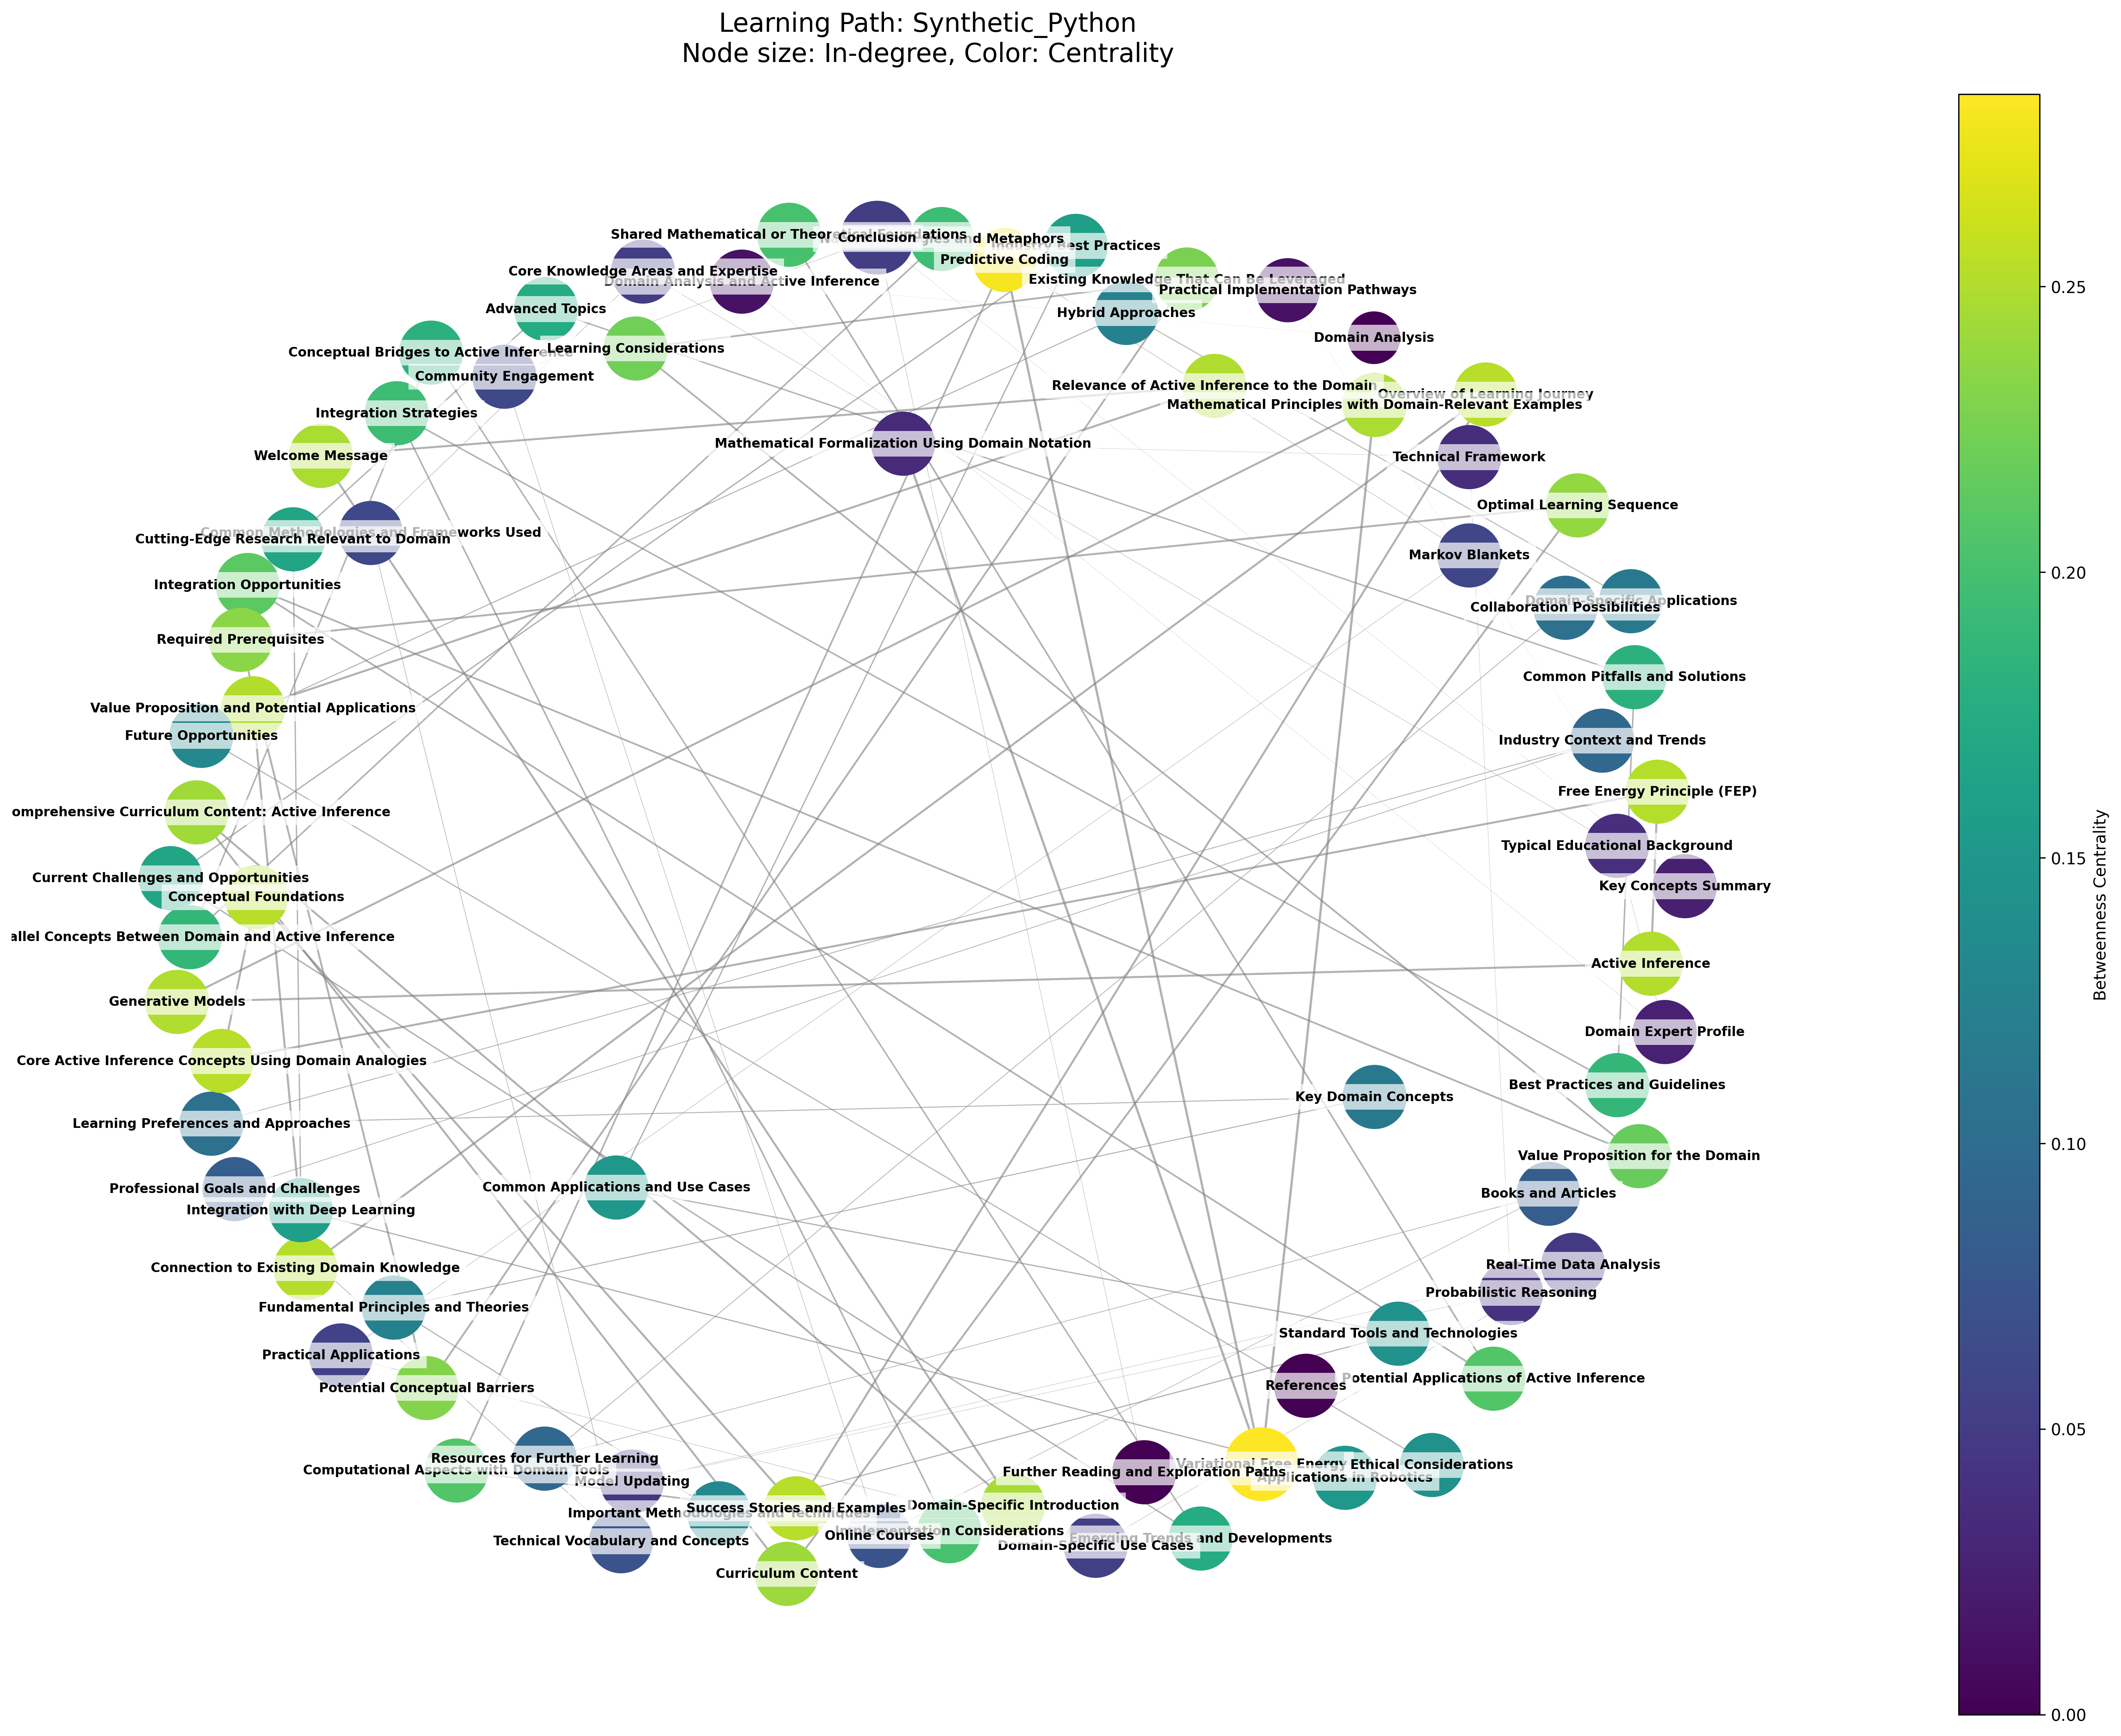 Learning Path: Synthetic_Python
Node size: In-degree, Color: Centrality
Shared Mathematical or Theoretical Foundations
Conclusion
and Metaphors
Best Practices
Predictive Coding
Core Knowledge Areas and Expertise
Domain Analysis and Active Inference
Existing Knowledge That Can Be Leveraged
Practical Implementation Pathways
Advanced Topics
Hybrid Approaches
Domain Analysis
Conceptual Bridges to Active Inference
Learning Considerations
Community Engagement
Relevance of Active Inference to the Domain
Overview of Learning Journey
Mathematical Principles with Domain-Relevant Examples
Integration Strategies
Mathematical Formalization Using Domain Notation
Welcome Message
Technical Framework
Optimal Learning Sequence
Common Methodologies and Frameworks Used
Cutting-Edge Research Relevant to Domain
Markov Blankets
Integration Opportunities
Domain-Specific Applications
Collaboration Possibilities
Required Prerequisites
Common Pitfalls and Solutions
Value Proposition and Potential Applications
Future Opportunities
Industry Context and Trends
Free Energy Principle (FEP)
omprehensive Curriculum Content: Active Inference
Typical Educational Background
Current Challenges and Opportunities
Key Concepts Summary
Conceptual Foundations
allel Concepts Between Domain and Active Inference
Active Inference
Generative Models
Domain Expert Profile
Core Active Inference Concepts Using Domain Analogies
Best Practices and Guidelines
Key Domain Concepts
Learning Preferences and Approaches
Value Proposition for the Domain
Professional Goals and Challenges
Common Applications and Use Cases
Books and Articles
Integration with Deep Learning
Connection to Existing Domain Knowledge
Real-Time Data Analysis
Probabilistic Reasoning
Fundamental Principles and Theories
Standard Tools and Technologies
Practical Applications
Potential Applications of Active Inference
References
Potential Conceptual Barriers
Resources for Further Learning
Computational Aspects with Domain Tools
Variational Free Energy
Ethical Considerations
Further Reading and Exploration Paths
Applications in Robotics
Model Updating
Success Stories and Examples
Domain-Specific Introduction
Important Methodologies and Techniques
Implementation Considerations
Online Courses
Technical Vocabulary and Concepts
Emerging Trends and Developments
Domain-Specific Use Cases
Curriculum Content
0.25
0.20
0.15
0.10
0.05
0.00
Betweenness Centrality